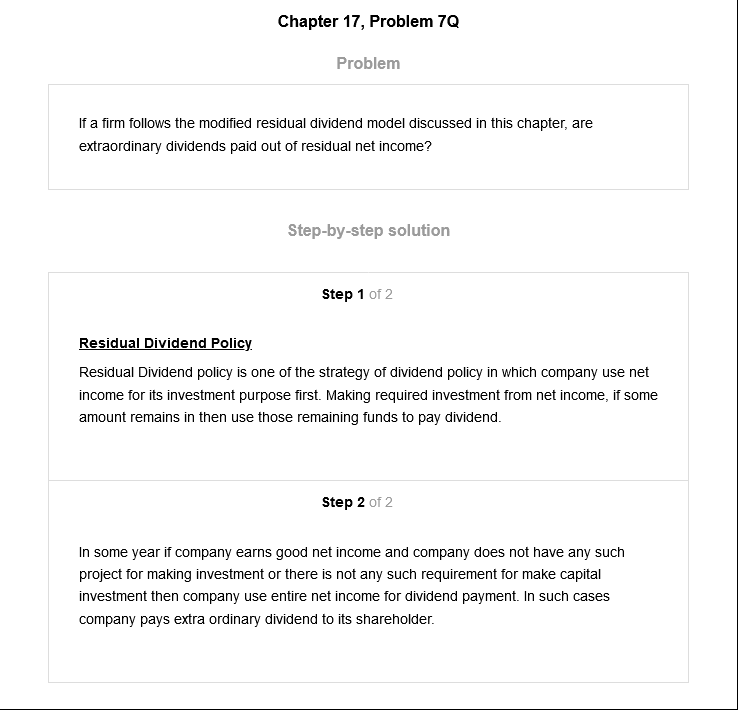 Chapter 17, Problem 7Q
Problem
If a firm follows the modified residual dividend model discussed in this chapter, are
extraordinary dividends paid out of residual net income?
Step-by-step solution
Step 1 of 2
Residual Dividend Policy
Residual Dividend policy is one of the strategy of dividend policy in which company use net
income for its investment purpose first. Making required investment from net income, if some
amount remains in then use those remaining funds to pay dividend.
Step 2 of 2
In some year if company earns good net income and company does not have any such
project for making investment or there is not any such requirement for make capital
investment then company use entire net income for dividend payment. In such cases
company pays extra ordinary dividend to its shareholder.